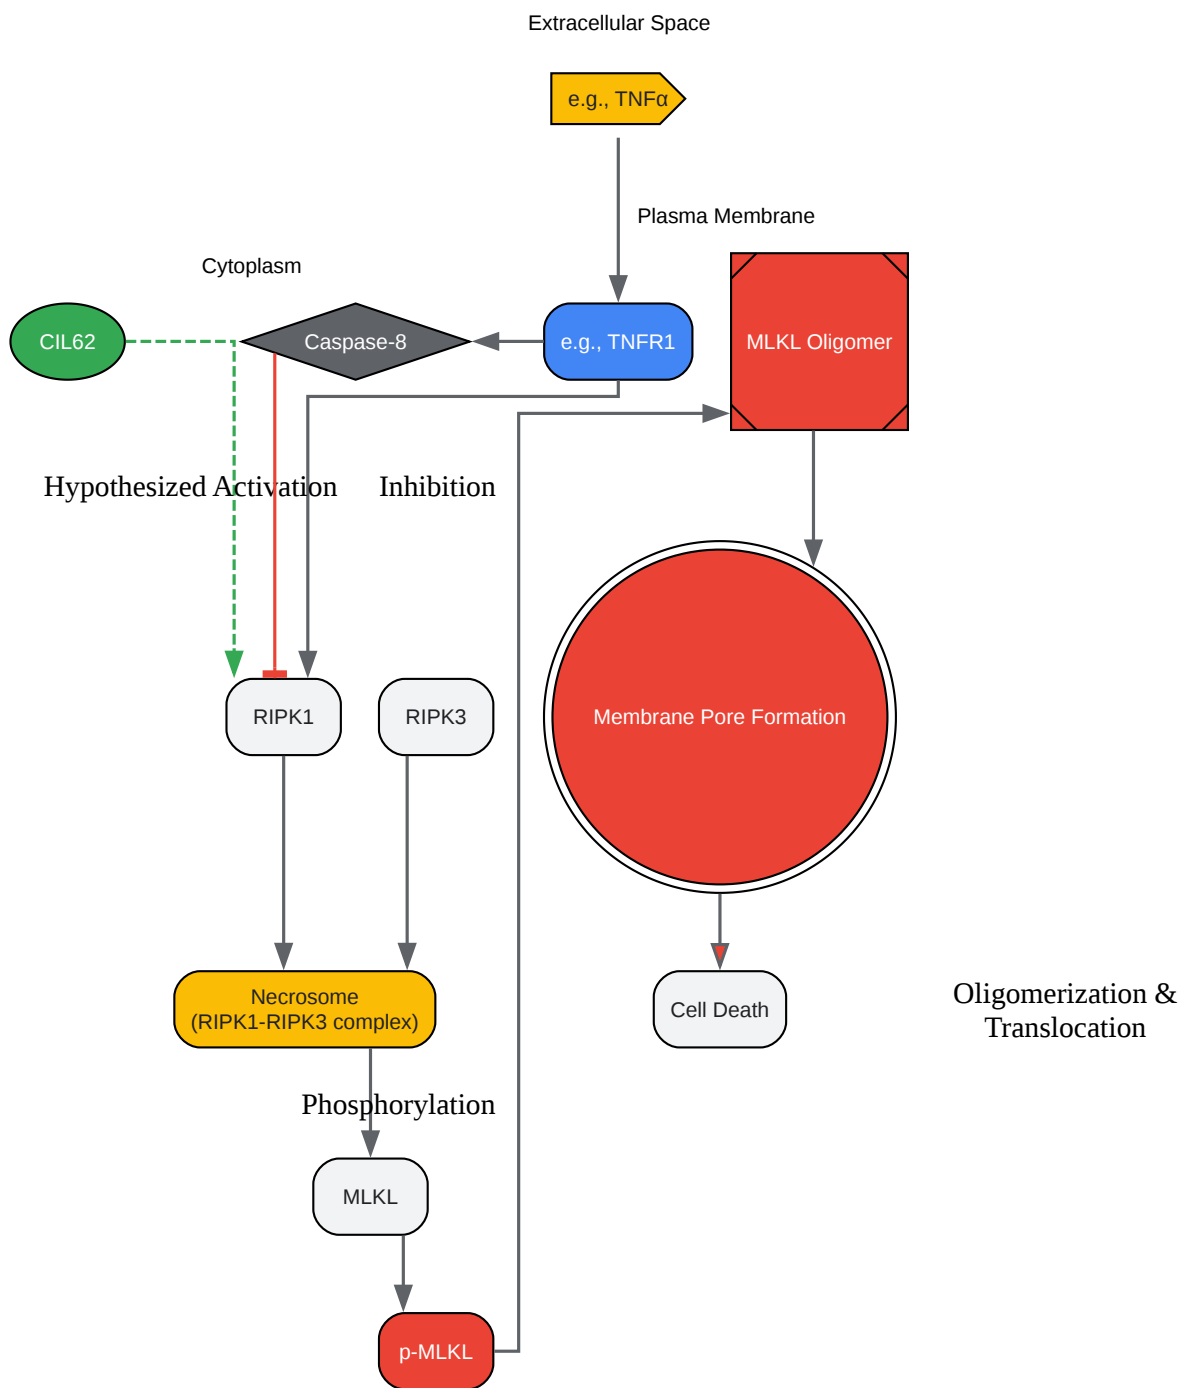 Extracellular Space
e.g., TNFα
Plasma Membrane
Cytoplasm
CIL62
Caspase-8
e.g., TNFR1
MLKL Oligomer
Hypothesized Activation
Inhibition
RIPK1
RIPK3
Membrane Pore Formation
Necrosome
(RIPK1-RIPK3 complex)
Cell Death
Oligomerization &
Translocation
Phosphorylation
MLKL
p-MLKL